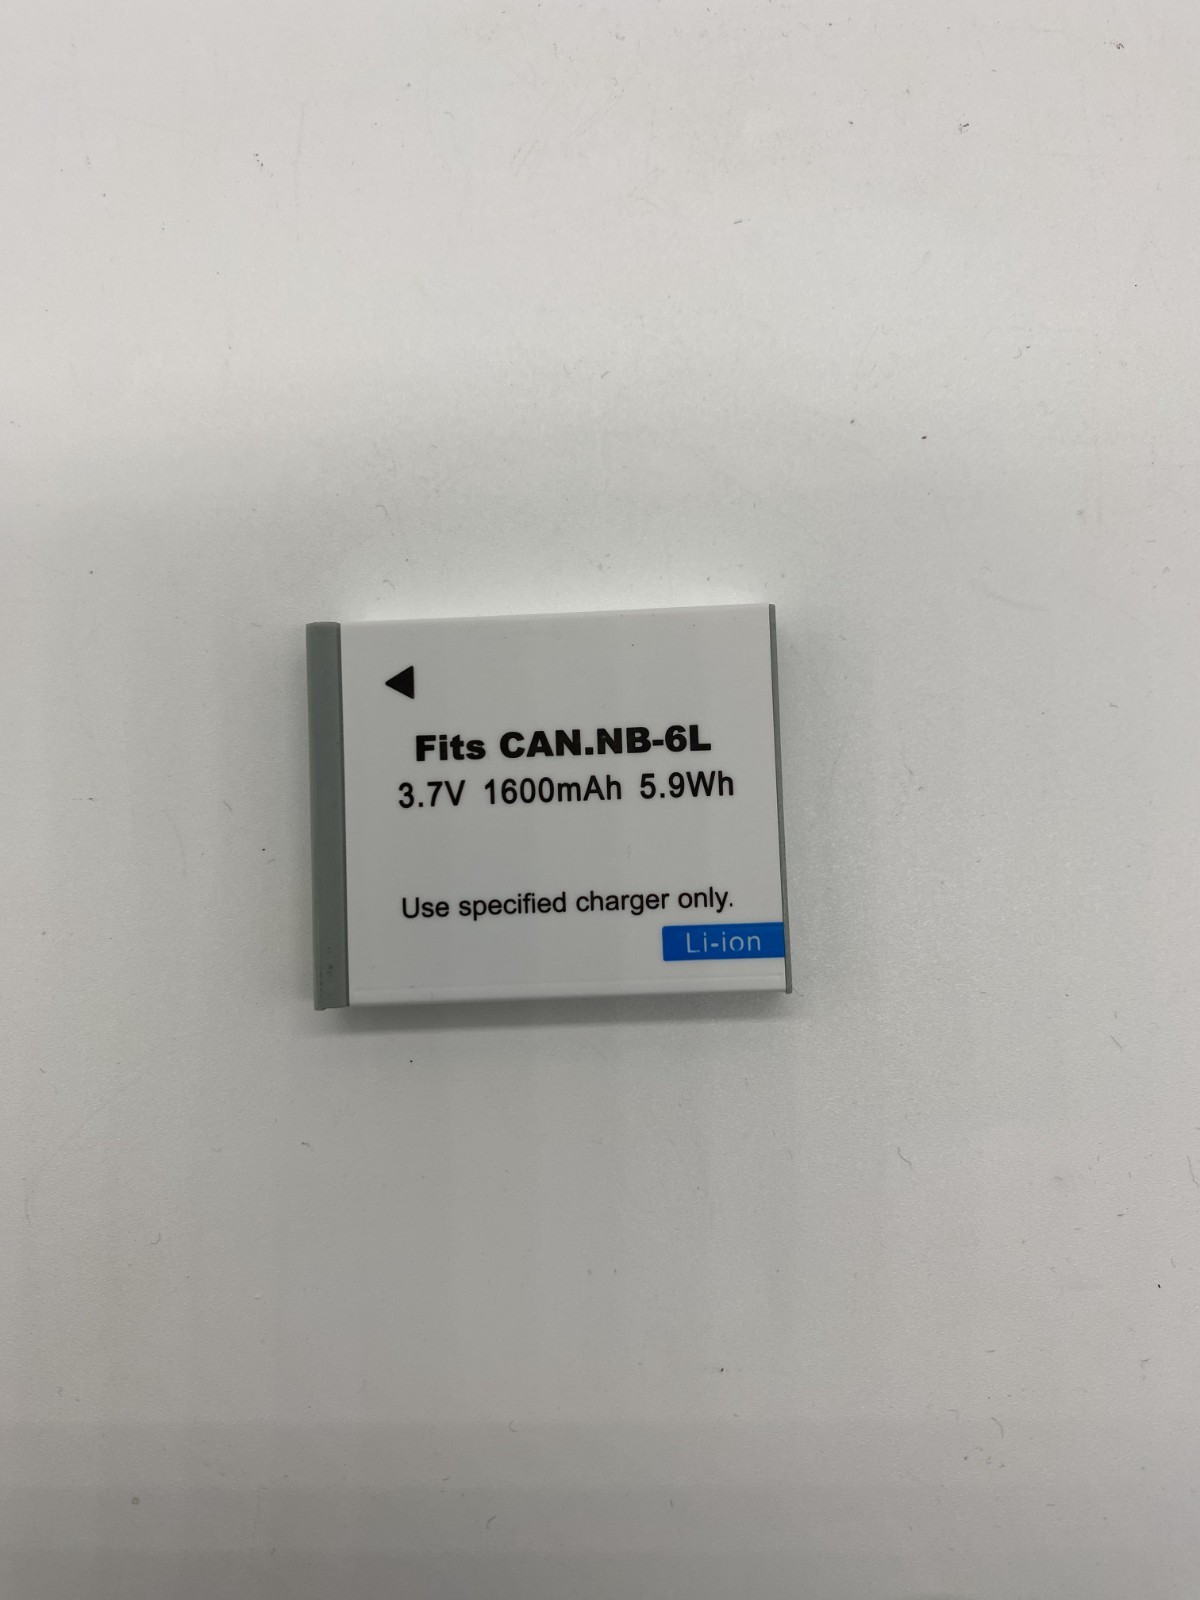 Fits CAN.NB-6L
3.7V 1600mAh 5.9Wh
Use specified charger only.
Li-ion